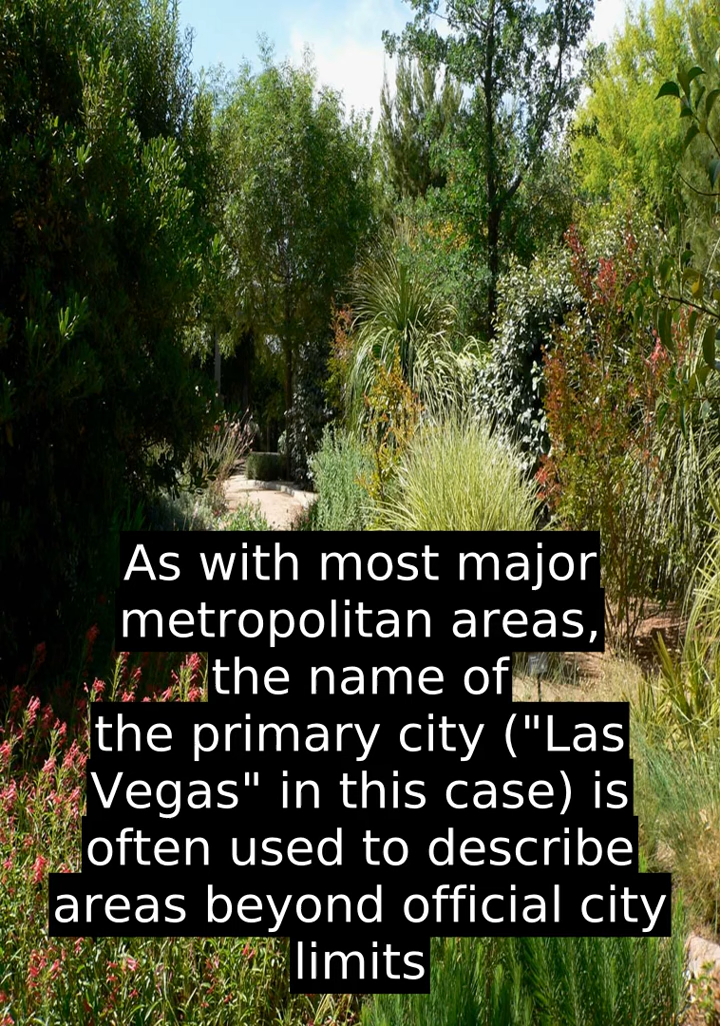 As with most major
metropolitan areas,
the name of
the primary city ("Las
Vegas" in this case) is
often used to describe
areas beyond official city
limits